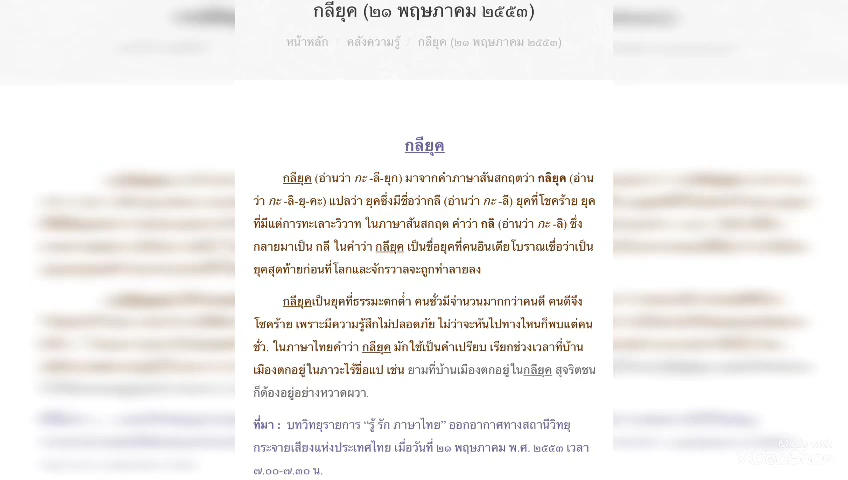 กลียุค (๒๑ พฤษภาคม ๒๕๕๓)
หน้าหลัก / คลังความรู้ / กลียุค (๒๑ พฤษภาคม ๒๕๕๓)
กลียุค
กลียุค (อ่านว่า กะ -ลี-ยุก) มาจากคำภาษาสันสกฤตว่า กลิยุค (อ่าน
ว่า กะ -ลิ-ยุ-คะ) แปลว่า ยุคซึ่งมีชื่อว่ากลี (อ่านว่า กะ -ลี) ยุคที่โชคร้าย ยุค
ที่มีแต่การทะเลาะวิวาท ในภาษาสันสกฤต คำว่า กลิ (อ่านว่า กะ -ลิ) ซึ่ง
กลายมาเป็น กลี ในคำว่า กลียุค เป็นชื่อยุคที่คนอินเดียโบราณเชื่อว่าเป็น
ยุคสุดท้ายก่อนที่โลกและจักรวาลจะถูกทำลายลง
กลียุคเป็นยุคที่ธรรมะตกต่ำ คนชั่วมีจำนวนมากกว่าคนดี คนดีจึง
โชคร้าย เพราะมีความรู้สึกไม่ปลอดภัย ไม่ว่าจะหันไปทางไหนก็พบแต่คน
ชั่ว. ในภาษาไทยคำว่า กลียุค มักใช้เป็นคำเปรียบ เรียกช่วงเวลาที่บ้าน
เมืองตกอยู่ในภาวะไร้ขื่อแป เช่น ยามที่บ้านเมืองตกอยู่ในกลียุค สุจริตชน
ก็ต้องอยู่อย่างหวาดผวา.
ที่มา : บทวิทยุรายการ “รู้ รัก ภาษาไทย” ออกอากาศทางสถานีวิทยุ
กระจายเสียงแห่งประเทศไทย เมื่อวันที่ ๒๑ พฤษภาคม พ.ศ. ๒๕๕๓ เวลา
๗.๐๐-๗.๓๐ น.